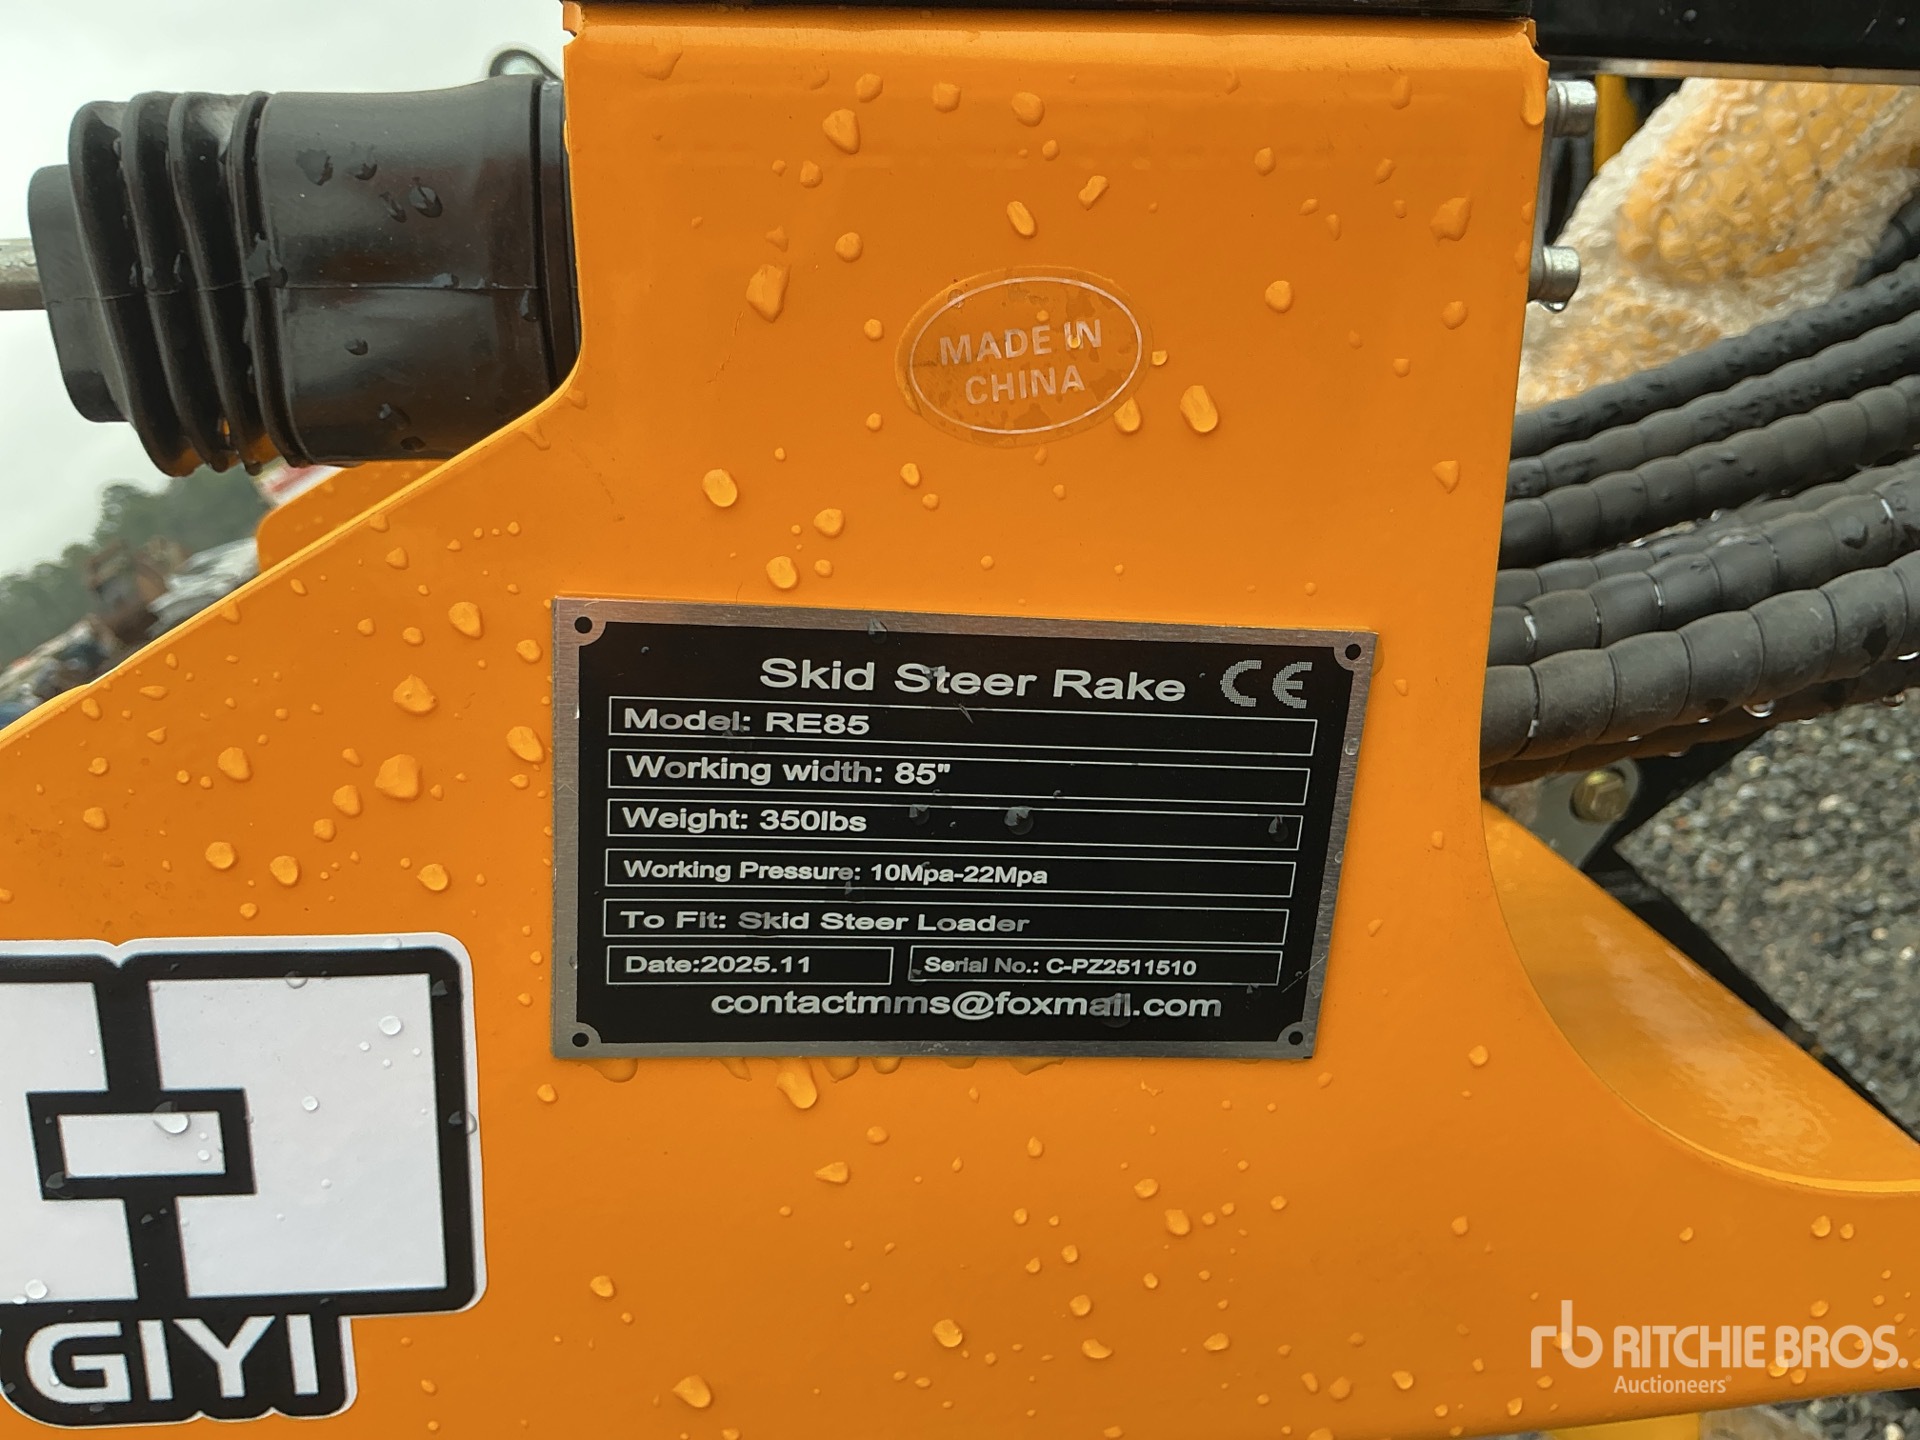 MADE IN
CHINA
Skid Steer Rake CE
Model: RE85
Working width: 85"
Weight: 350lbs
Working Pressure: 10Mpa-22Mpa
To Fit: Skid Steer Loader
Date:2025.11
Serial No.: C-PZ2511510
contactmms@foxmail.com
GIYI
rb RITCHIE BROS.
Auctioneers®